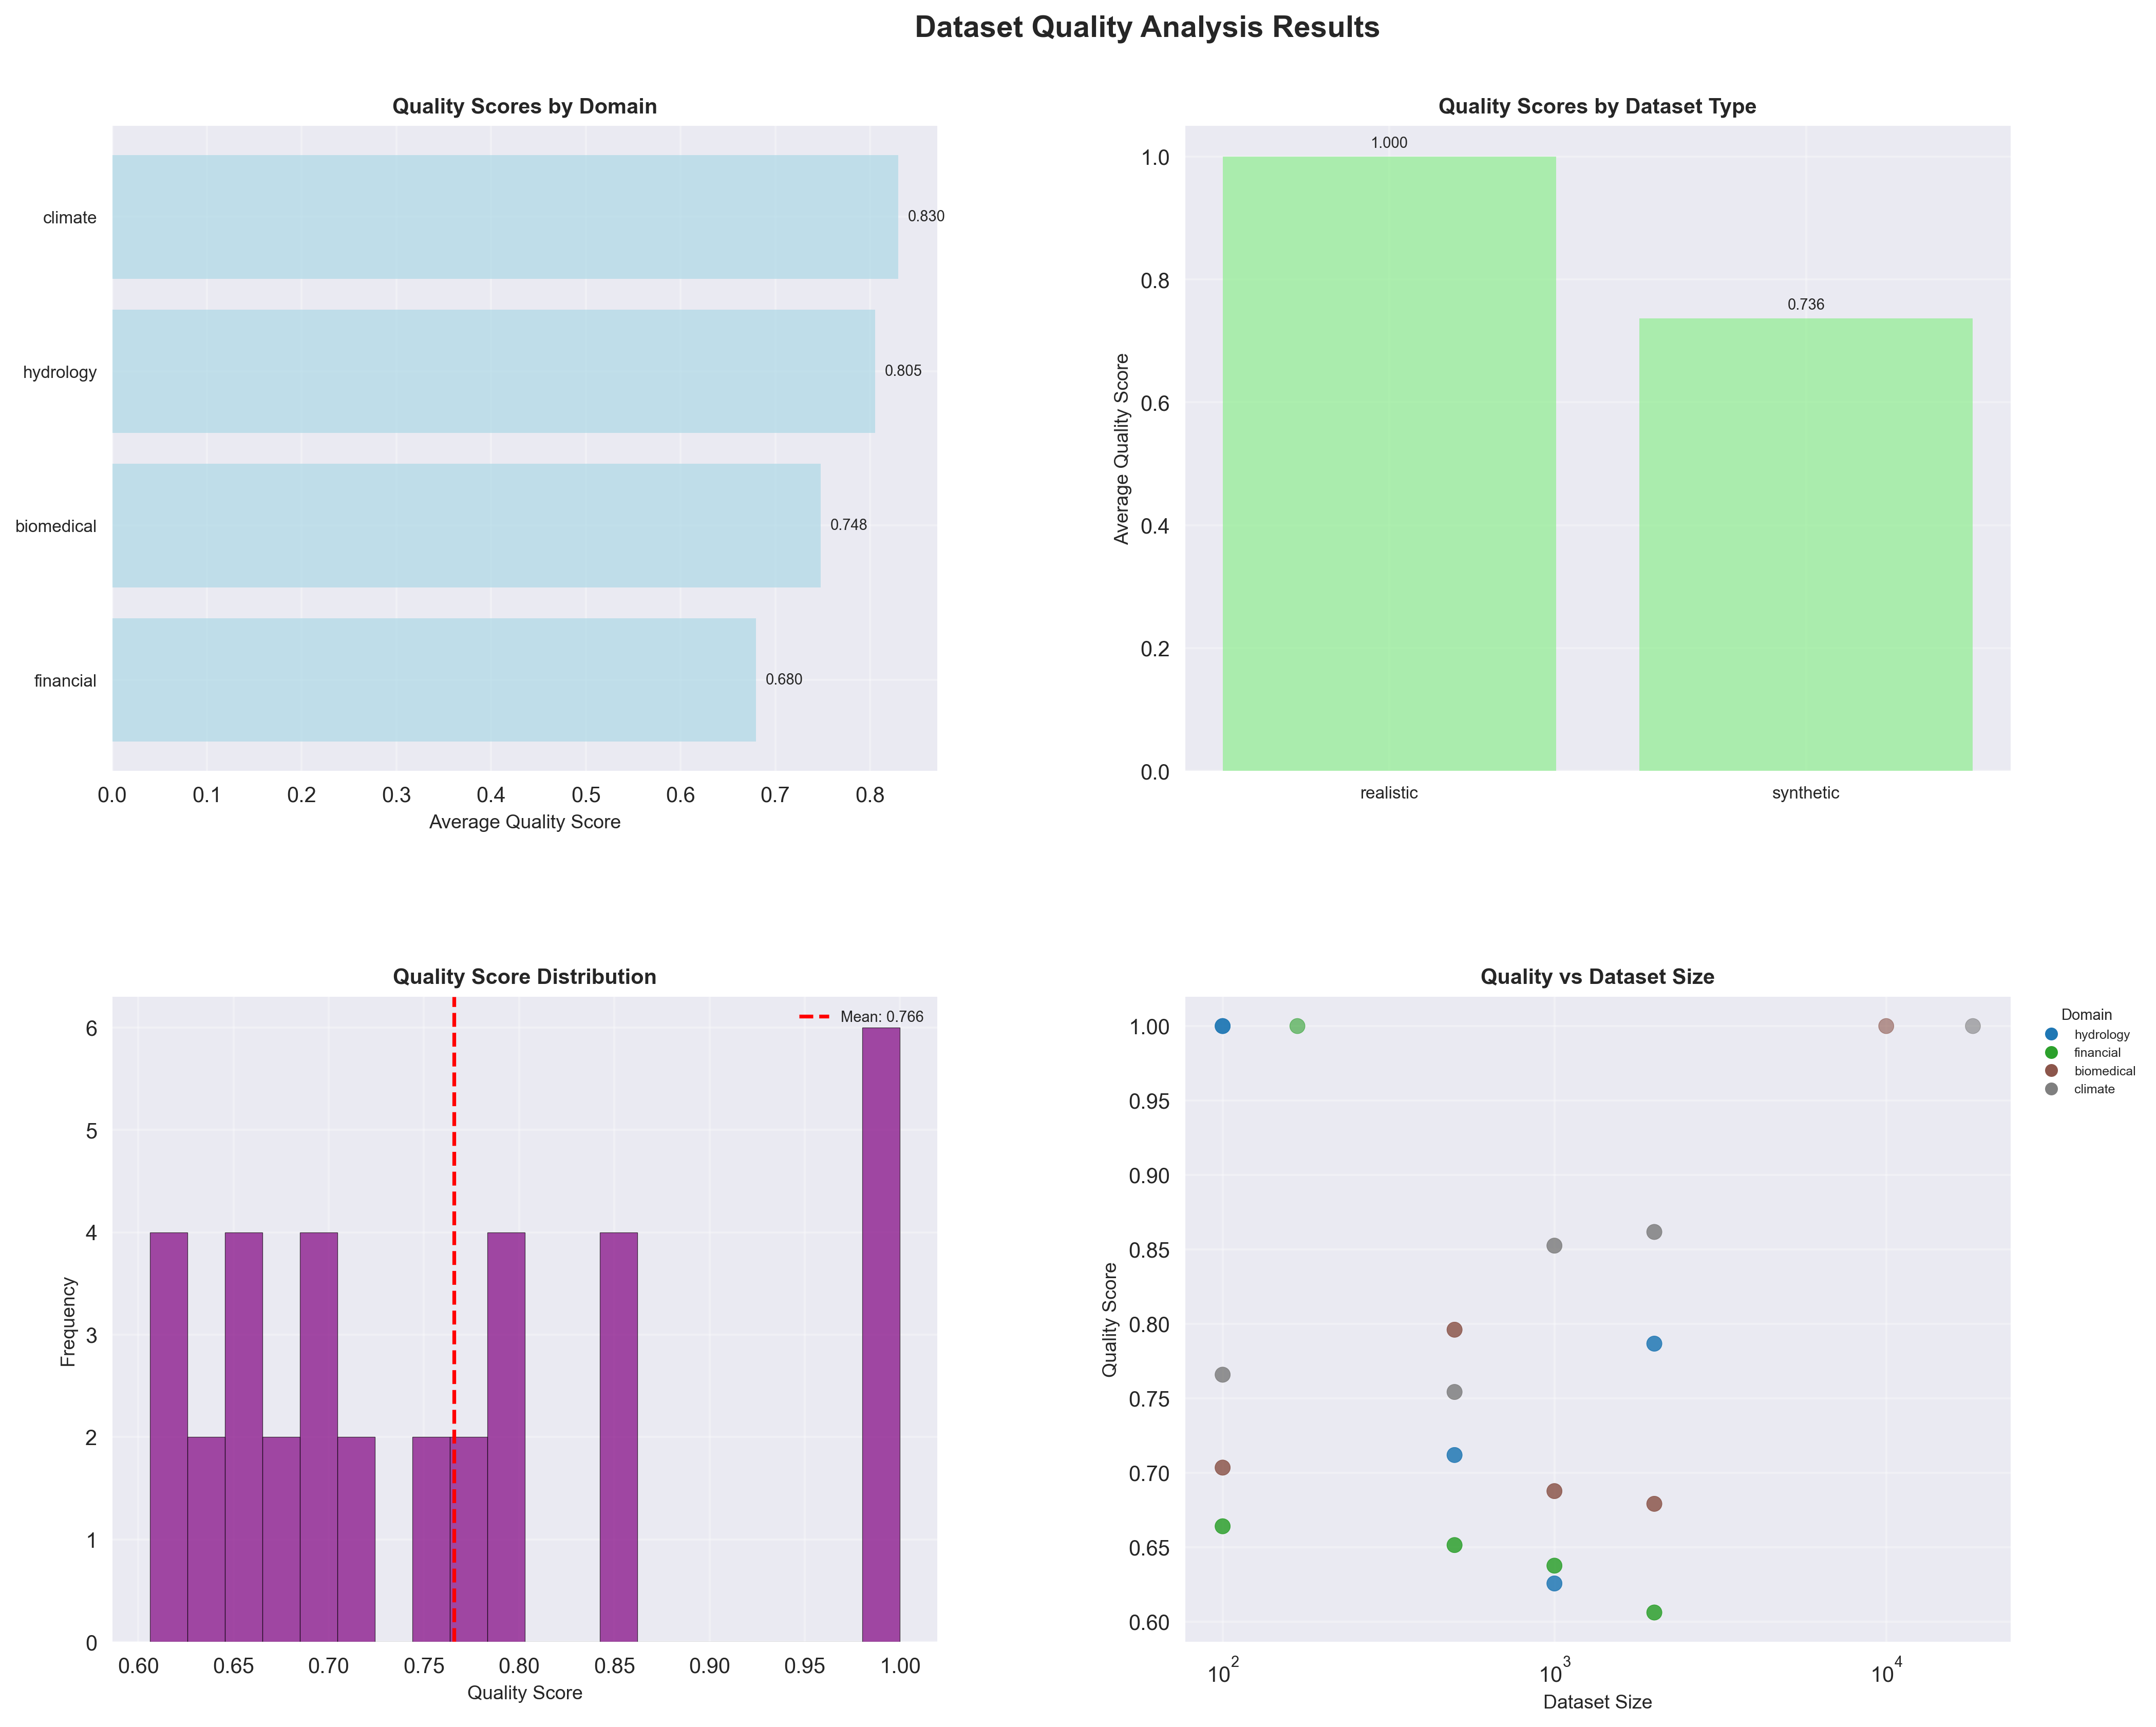 Dataset Quality Analysis Results
Quality Scores by Domain
climate
hydrology
biomedical
financial
0.830
0.805
0.748
0.680
0.0 0.1 0.2 0.3 0.4 0.5 0.6 0.7 0.8
Average Quality Score
Quality Scores by Dataset Type
Average Quality Score
1.0
0.8
0.6
0.4
0.2
0.0
1.000
0.736
realistic synthetic
Quality Score Distribution
Frequency
6
5
4
3
2
1
0
Mean: 0.766
0.60 0.65 0.70 0.75 0.80 0.85 0.90 0.95 1.00
Quality Score
Quality vs Dataset Size
Quality Score
1.00
0.95
0.90
0.85
0.80
0.75
0.70
0.65
0.60
10² 10³ 10⁴
Dataset Size
Domain
hydrology
financial
biomedical
climate